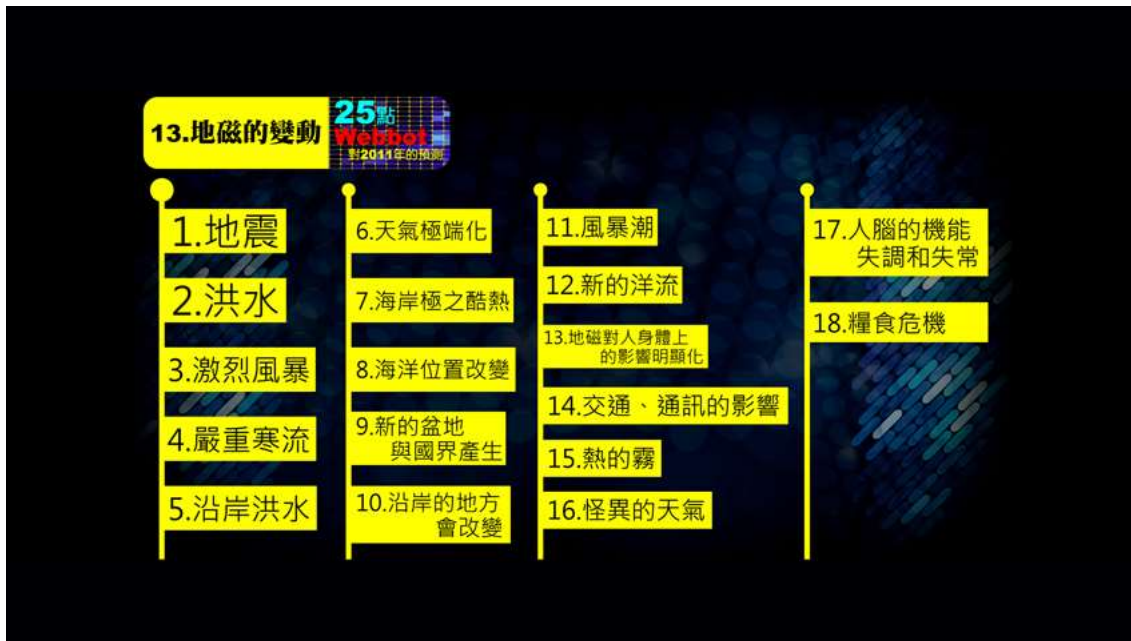 13.地磁的變動
25點
Webbot
對2011年的預測
1.地震
2.洪水
3.激烈風暴
4.嚴重寒流
5.沿岸洪水
6.天氣極端化
7.海岸極之酷熱
8.海洋位置改變
9.新的盆地
與國界產生
10.沿岸的地方
會改變
11.風暴潮
12.新的洋流
13.地磁對人身體上
的影響明顯化
14.交通、通訊的影響
15.熱的霧
16.怪異的天氣
17.人腦的機能
失調和失常
18.糧食危機